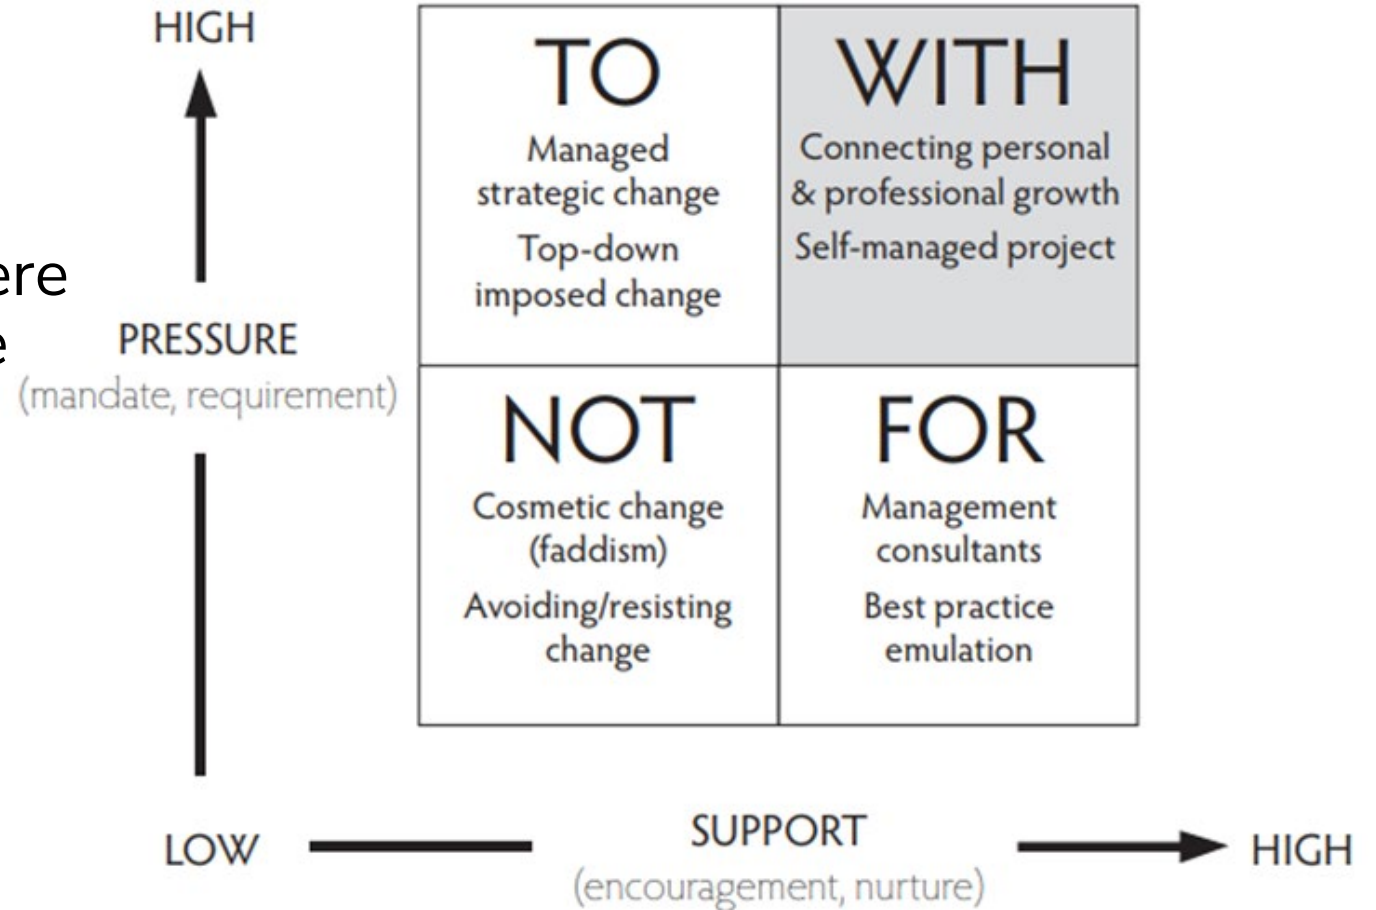 HIGH
TO
Managed
strategic change
Top-down
imposed change
WITH
Connecting personal
& professional growth
Self-managed project
ere
e
PRESSURE
(mandate, requirement)
NOT
Cosmetic change
(faddism)
Avoiding/resisting
change
FOR
Management
consultants
Best practice
emulation
LOW
SUPPORT
(encouragement, nurture)
HIGH